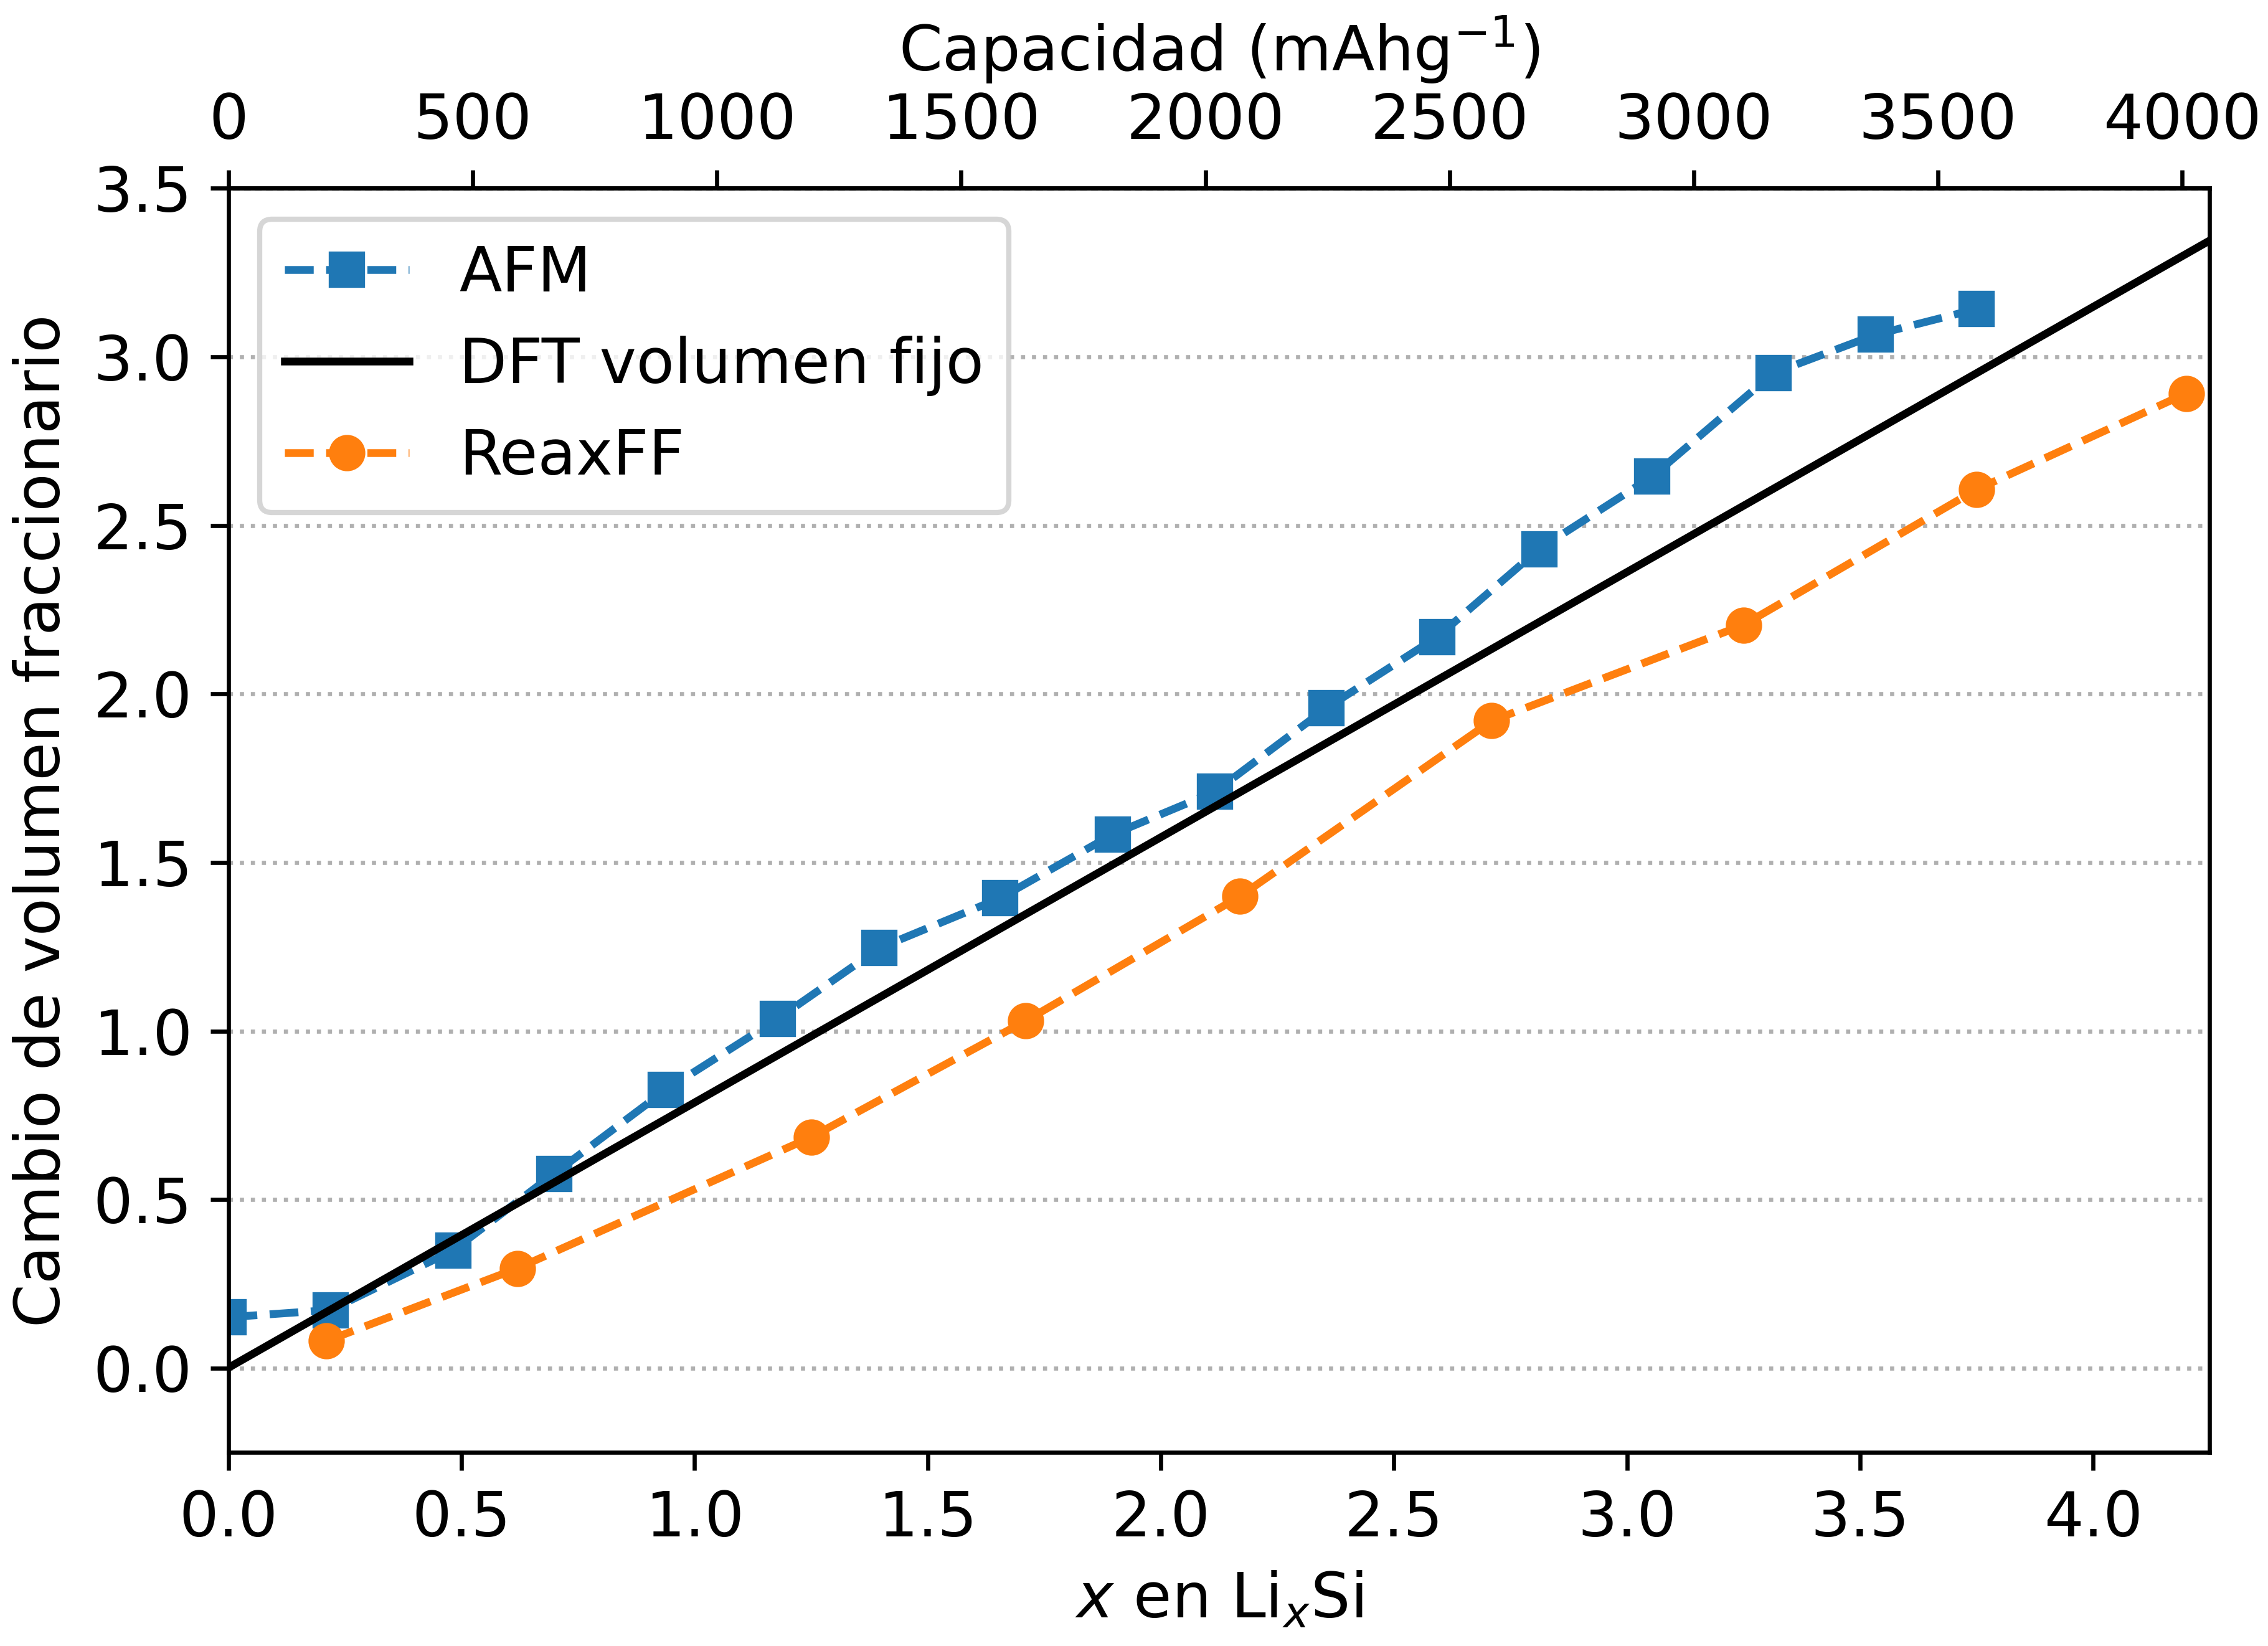 Capacidad (mAhg⁻¹)
0 500 1000 1500 2000 2500 3000 3500 4000
3.5
3.0
2.5
2.0
1.5
1.0
0.5
0.0
Cambio de volumen fraccionario
AFM
DFT volumen fijo
ReaxFF
0.0 0.5 1.0 1.5 2.0 2.5 3.0 3.5 4.0
x en LiₓSi